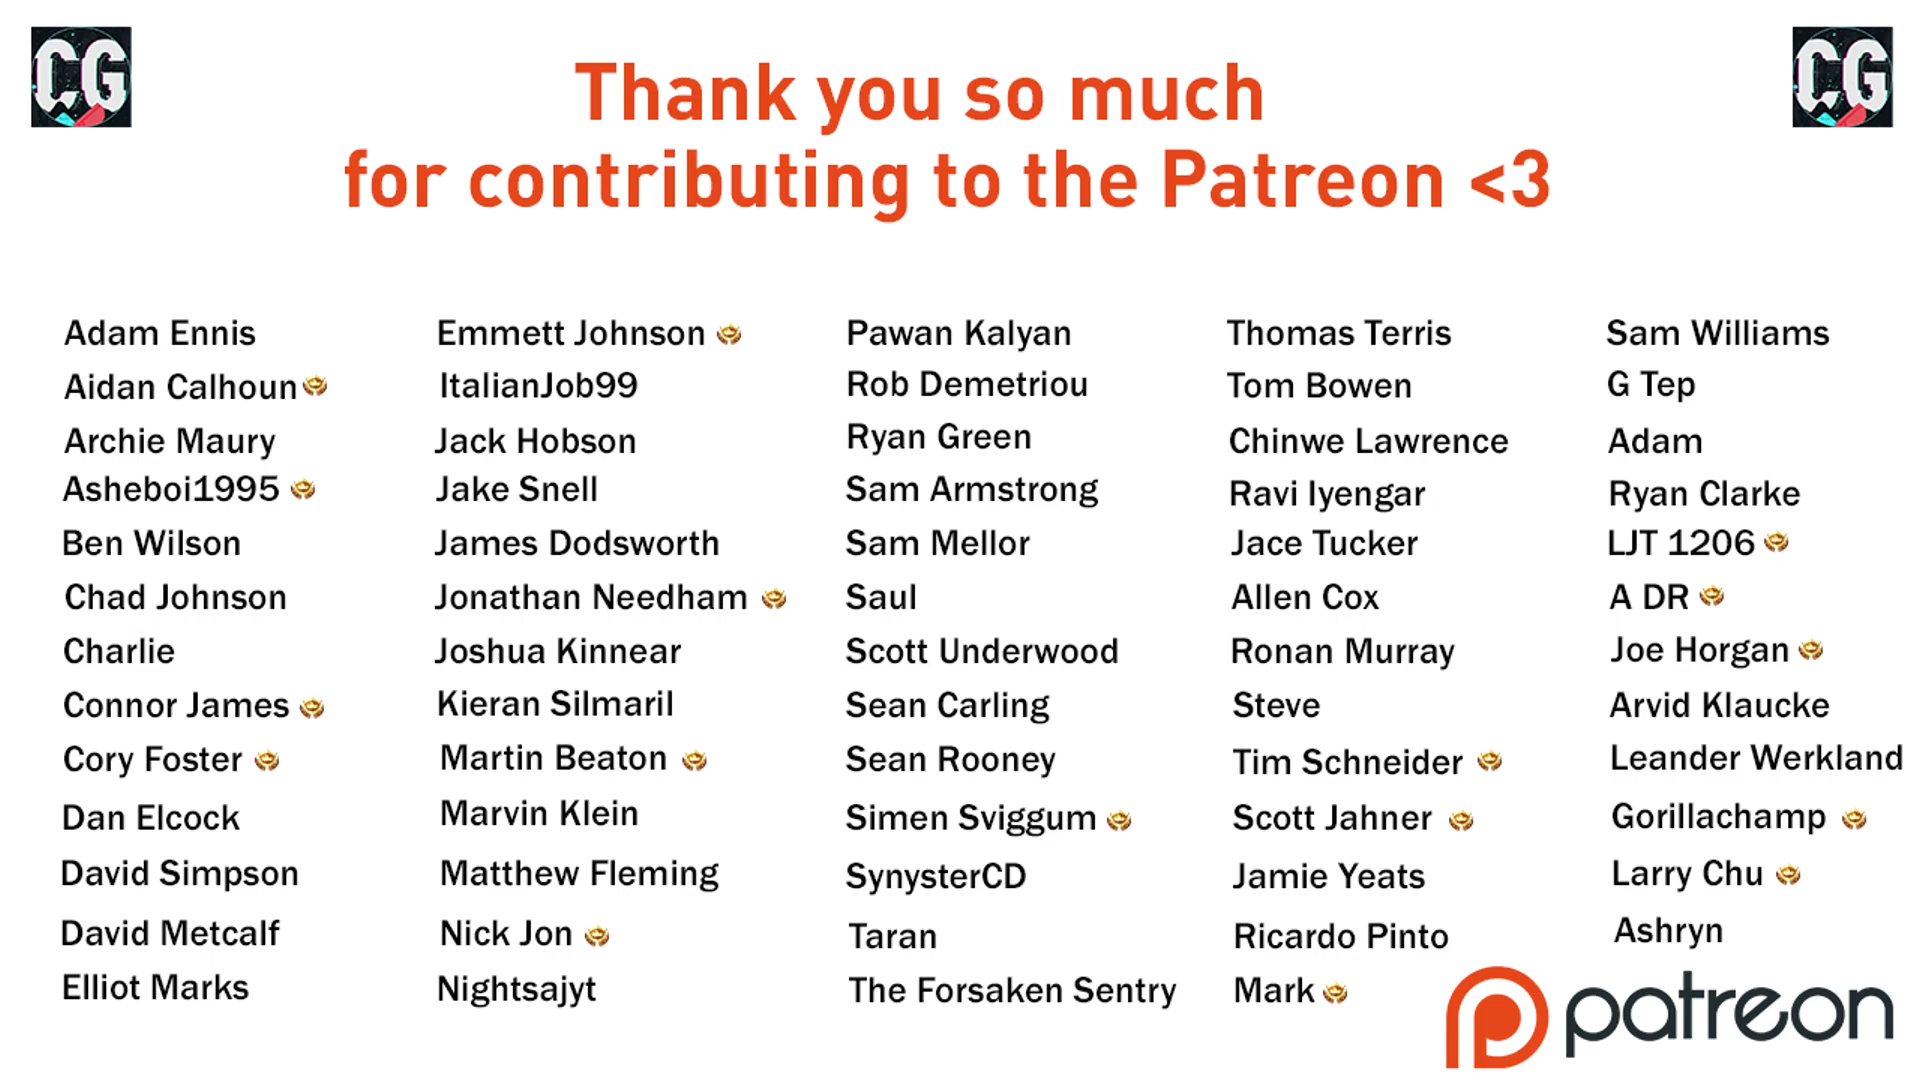 CG
CG
Thank you so much
for contributing to the Patreon <3
Adam Ennis
Aidan Calhoun
Archie Maury
Asheboi1995
Ben Wilson
Chad Johnson
Charlie
Connor James
Cory Foster
Dan Elcock
David Simpson
David Metcalf
Elliot Marks
Emmett Johnson
ItalianJob99
Jack Hobson
Jake Snell
James Dodsworth
Jonathan Needham
Joshua Kinnear
Kieran Silmaril
Martin Beaton
Marvin Klein
Matthew Fleming
Nick Jon
Nightsajyt
Pawan Kalyan
Rob Demetriou
Ryan Green
Sam Armstrong
Sam Mellor
Saul
Scott Underwood
Sean Carling
Sean Rooney
Simen Sviggum
SynysterCD
Taran
The Forsaken Sentry
Thomas Terris
Tom Bowen
Chinwe Lawrence
Ravi Iyengar
Jace Tucker
Allen Cox
Ronan Murray
Steve
Tim Schneider
Scott Jahner
Jamie Yeats
Ricardo Pinto
Mark
Sam Williams
G Tep
Adam
Ryan Clarke
LJT 1206
A DR
Joe Horgan
Arvid Klaucke
Leander Werkland
Gorillachamp
Larry Chu
Ashryn
patreon